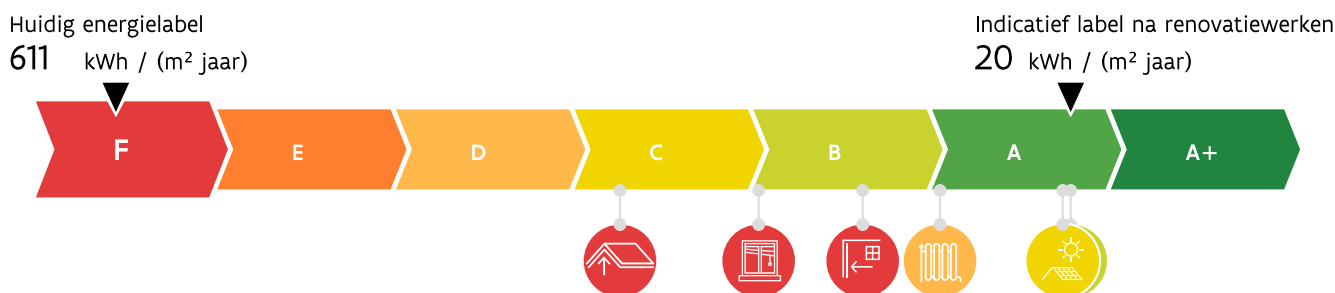 Huidig energielabel
611 kWh / (m² jaar)
Indicatief label na renovatiewerken
20 kWh / (m² jaar)
F E D C B A A+